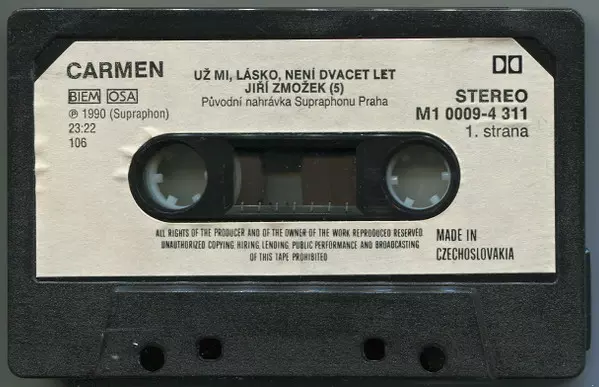 CARMEN
UŽ MI, LÁSKO, NENÍ DVACET LET
JIŘÍ ZMOŽEK (5)
Původní nahrávka Supraphonu Praha
BIEM OSA
℗ 1990 (Supraphon)
23:22
106
STEREO
M1 0009-4 311
1. strana
ALL RIGHTS OF THE PRODUCER AND OF THE OWNER OF THE WORK REPRODUCED RESERVED
UNAUTHORIZED COPYING, HIRING, LENDING, PUBLIC PERFORMANCE AND BROADCASTING
OF THIS TAPE PROHIBITED
MADE IN
CZECHOSLOVAKIA